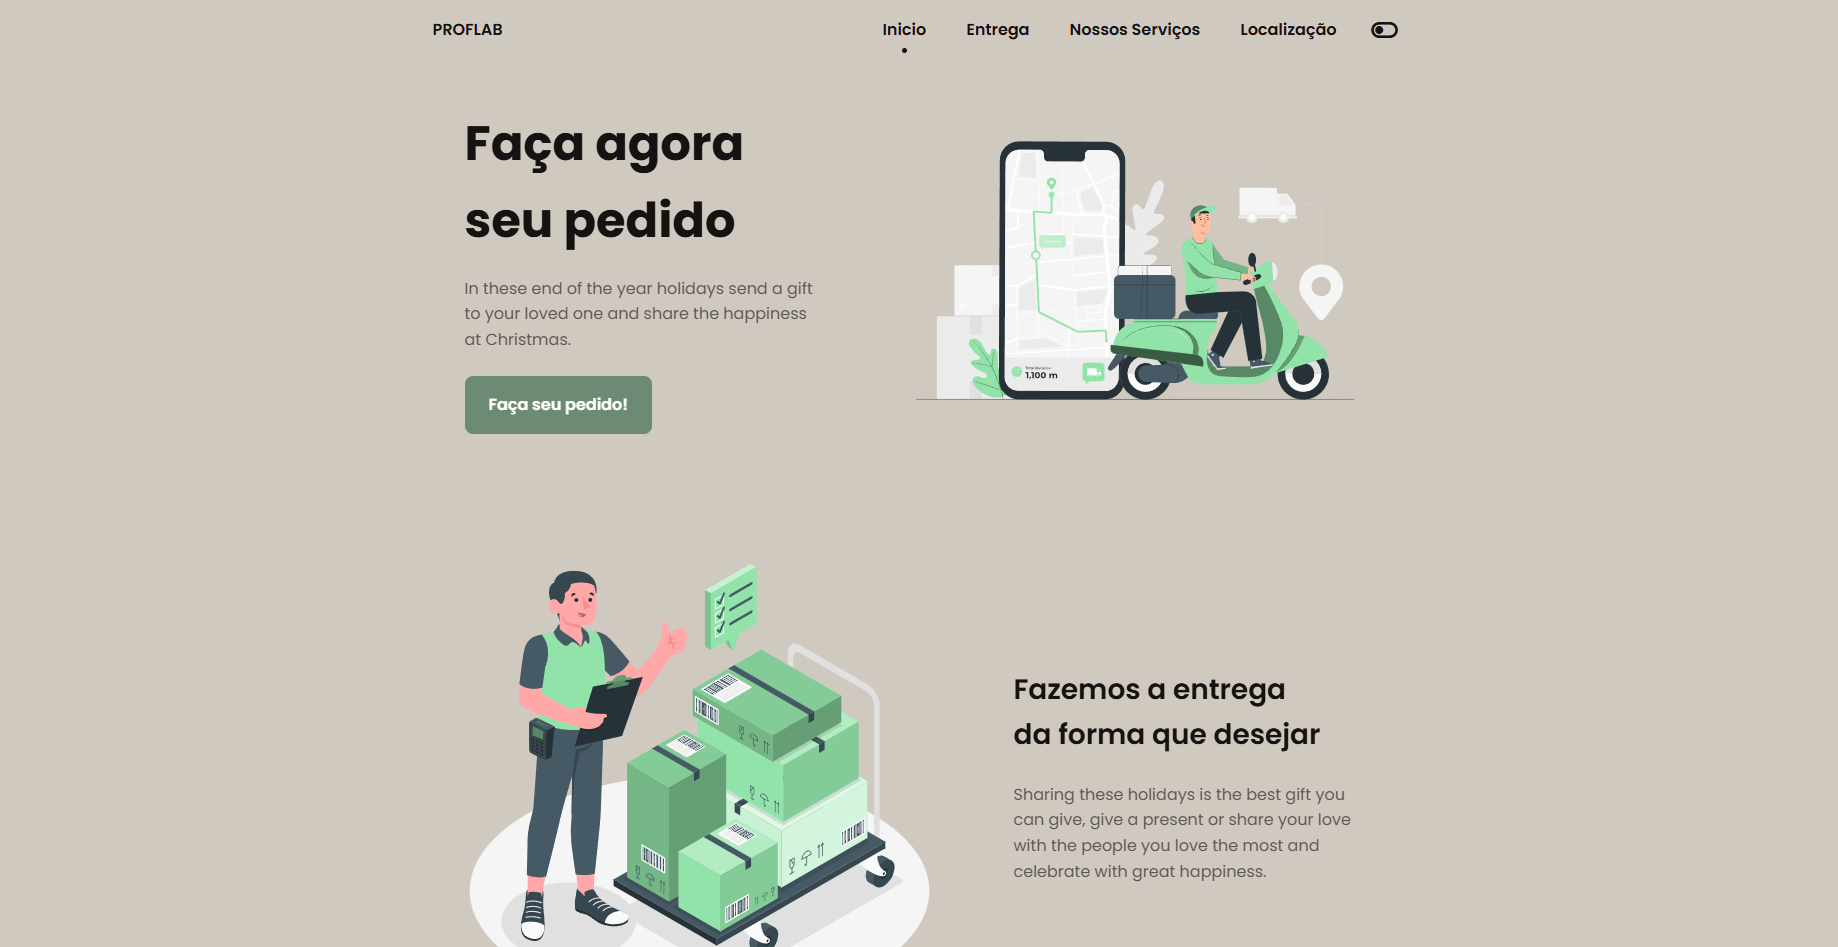 PROFLAB
Inicio
Entrega
Nossos Serviços
Localização
Faça agora
seu pedido
In these end of the year holidays send a gift
to your loved one and share the happiness
at Christmas.
Faça seu pedido!
Total distance
1,100 m
Fazemos a entrega
da forma que desejar
Sharing these holidays is the best gift you
can give, give a present or share your love
with the people you love the most and
celebrate with great happiness.